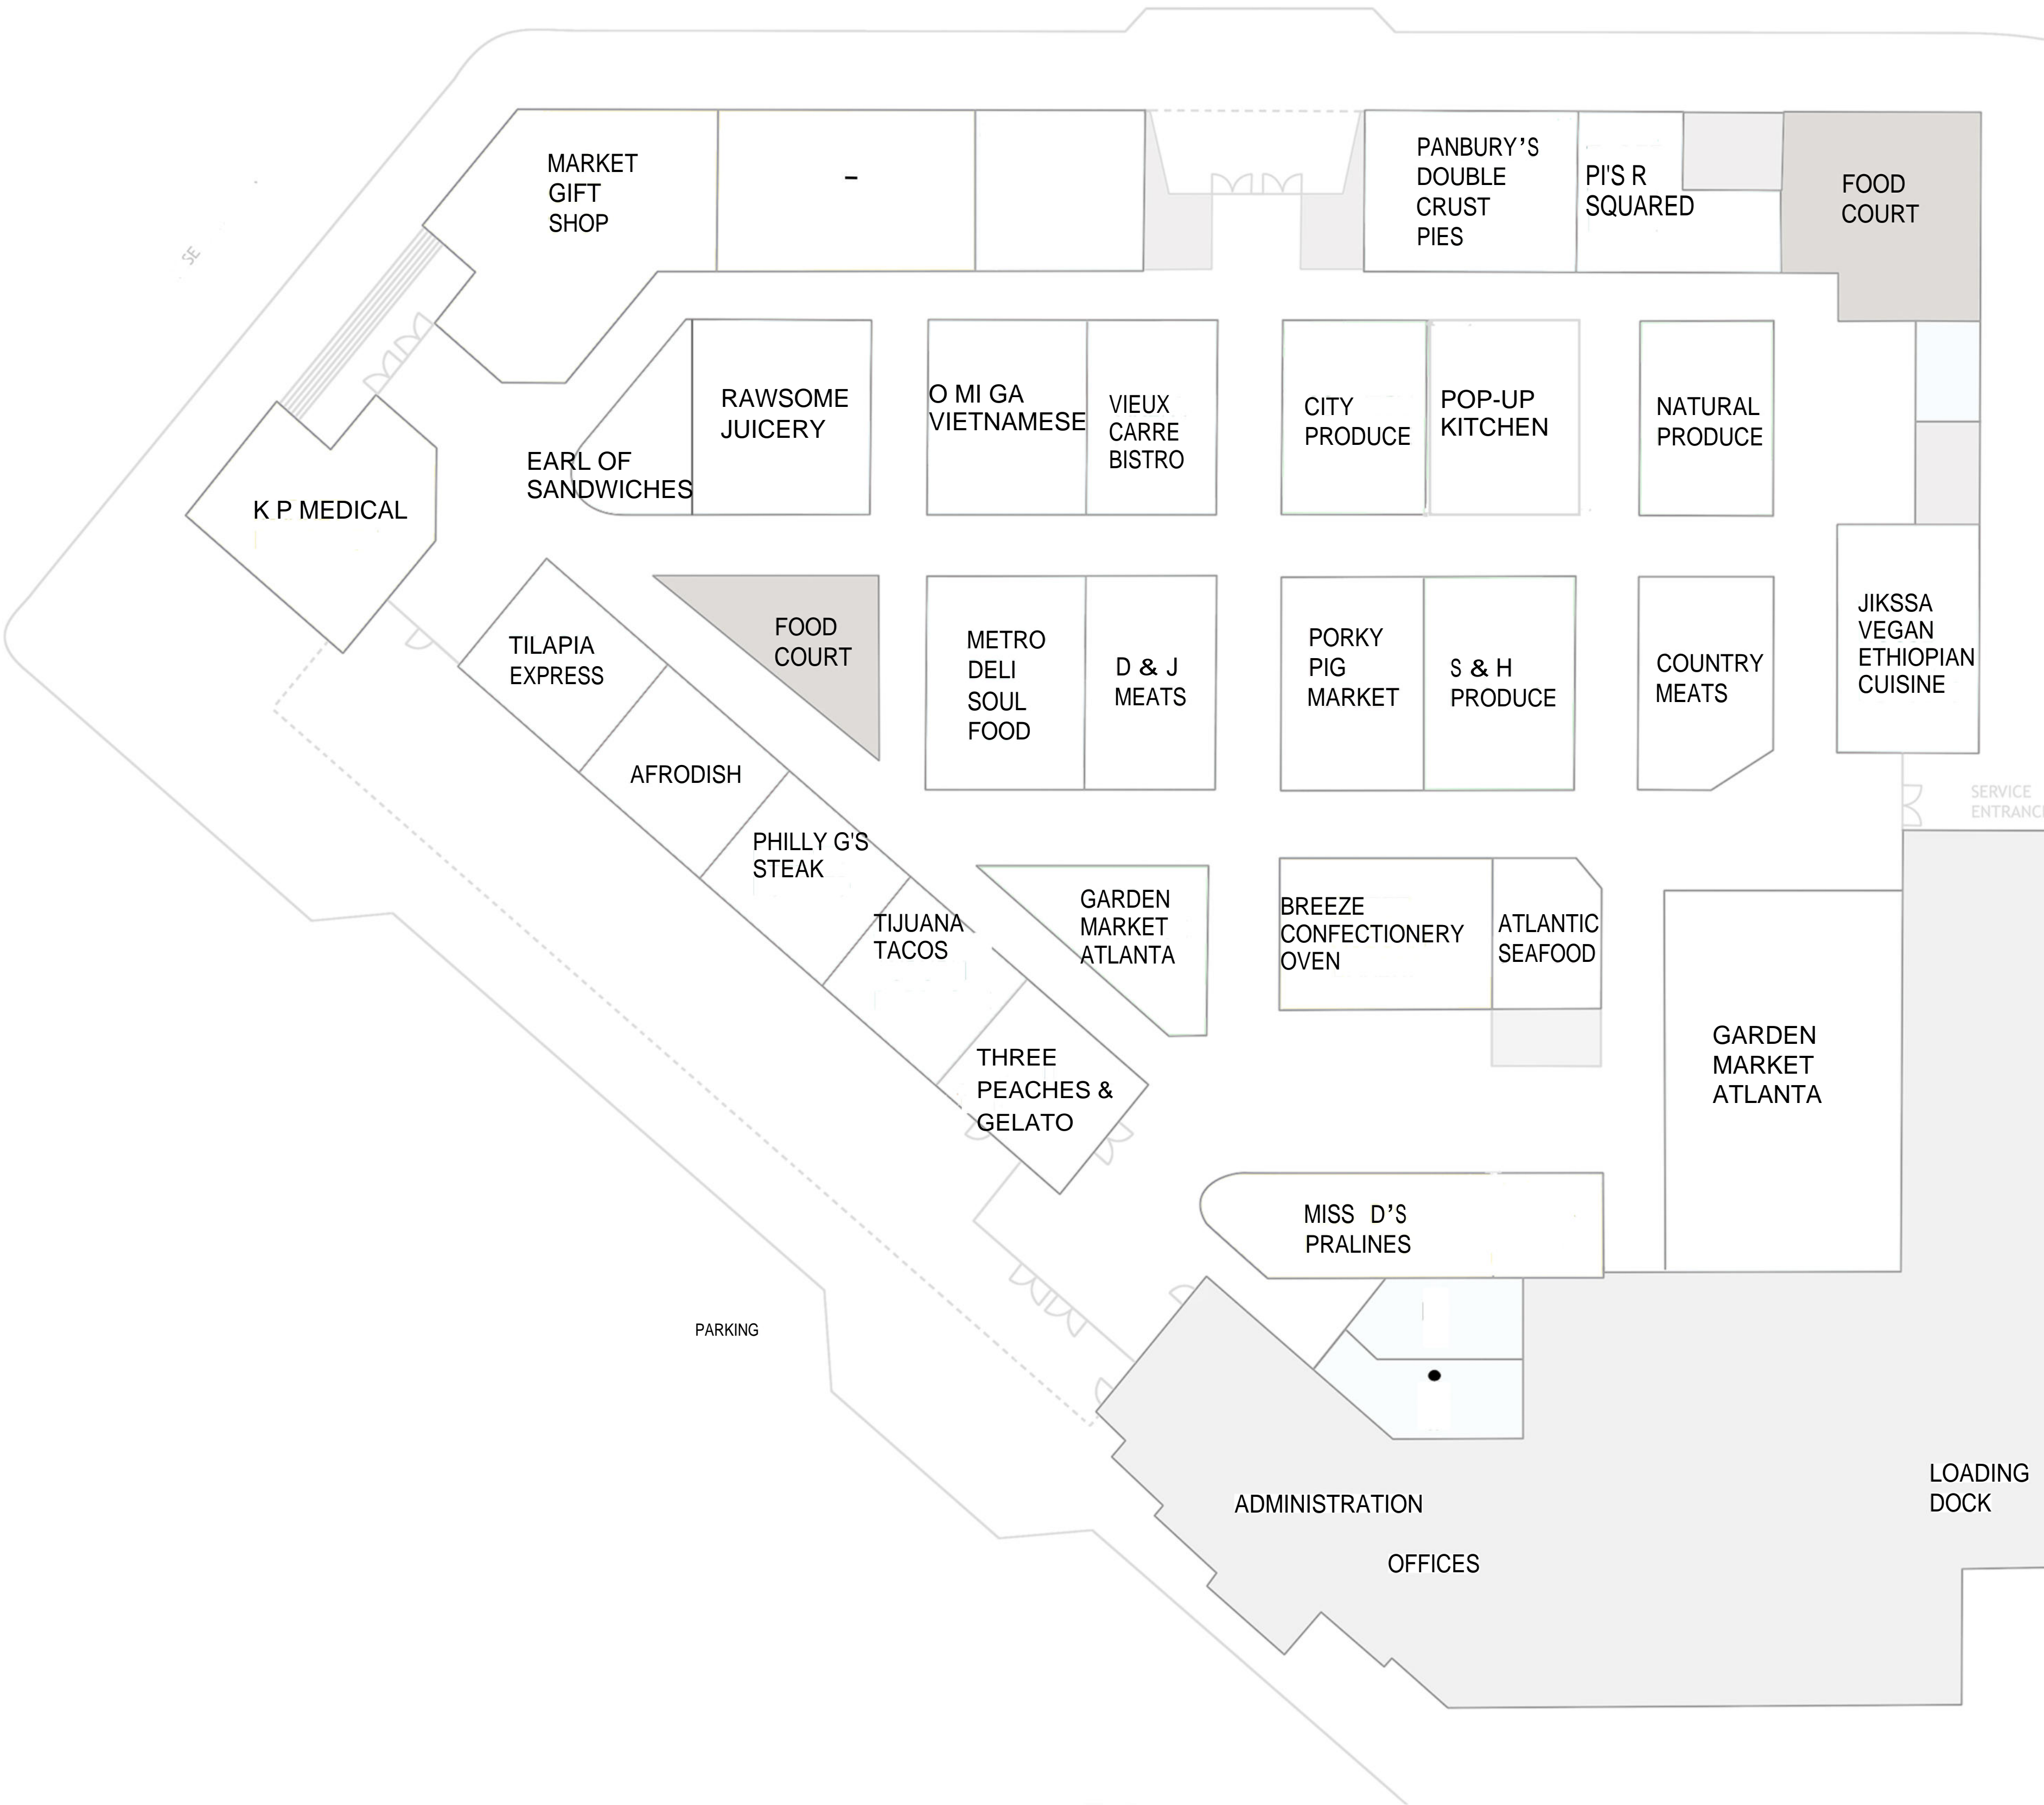 MARKET
GIFT
SHOP
–
PANBURY’S
DOUBLE
CRUST
PIES
PI'S R
SQUARED
FOOD
COURT
SE
EARL OF
SANDWICHES
RAWSOME
JUICERY
O MI GA
VIETNAMESE
VIEUX
CARRE
BISTRO
CITY
PRODUCE
POP-UP
KITCHEN
NATURAL
PRODUCE
K P MEDICAL
TILAPIA
EXPRESS
FOOD
COURT
METRO
DELI
SOUL
FOOD
D & J
MEATS
PORKY
PIG
MARKET
S & H
PRODUCE
COUNTRY
MEATS
JIKSSA
VEGAN
ETHIOPIAN
CUISINE
AFRODISH
SERVICE
ENTRANC
PHILLY G'S
STEAK
TIJUANA
TACOS
GARDEN
MARKET
ATLANTA
BREEZE
CONFECTIONERY
OVEN
ATLANTIC
SEAFOOD
GARDEN
MARKET
ATLANTA
THREE
PEACHES &
GELATO
MISS D’S
PRALINES
PARKING
ADMINISTRATION
OFFICES
LOADING
DOCK